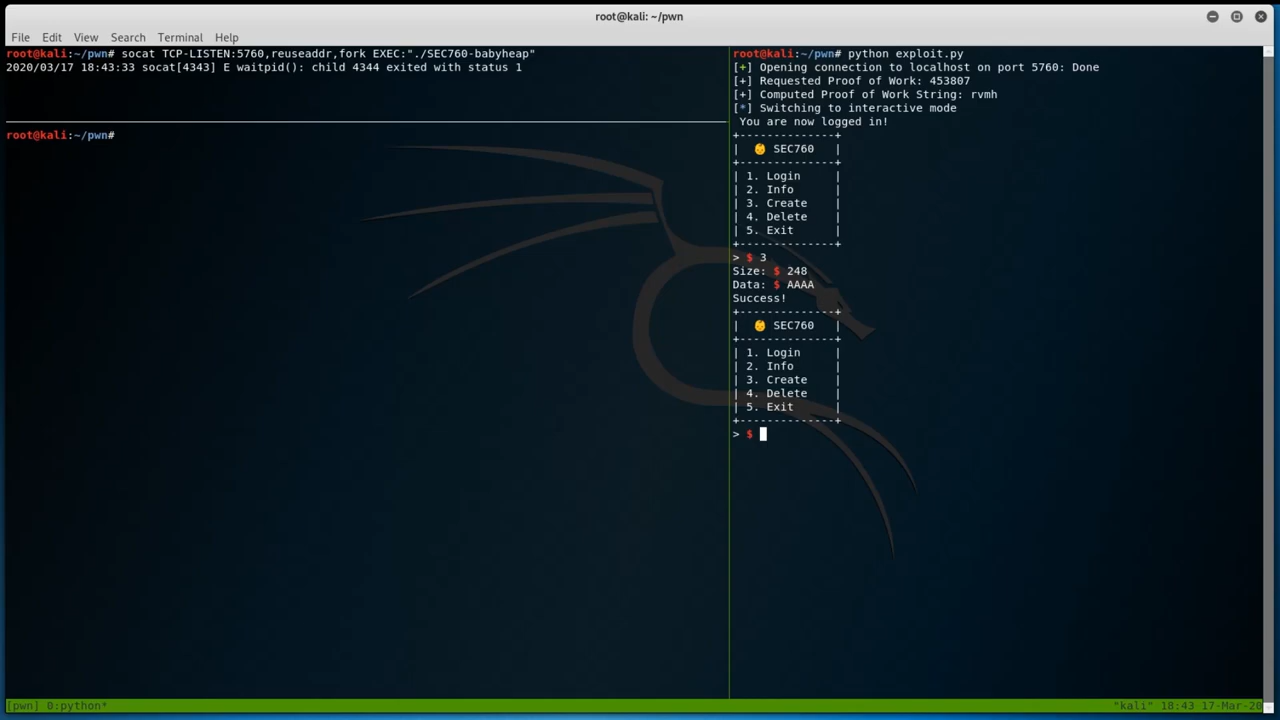 root@kali: ~/pwn
File Edit View Search Terminal Help
root@kali:~/pwn# socat TCP-LISTEN:5760,reuseaddr,fork EXEC:"./SEC760-babyheap"
2020/03/17 18:43:33 socat[4343] E waitpid(): child 4344 exited with status 1
root@kali:~/pwn#
root@kali:~/pwn# python exploit.py
[+] Opening connection to localhost on port 5760: Done
[+] Requested Proof of Work: 453807
[+] Computed Proof of Work String: rvmh
[*] Switching to interactive mode
You are now logged in!
+--------------+
| 👶 SEC760 |
+--------------+
| 1. Login |
| 2. Info |
| 3. Create |
| 4. Delete |
| 5. Exit |
+--------------+
> $ 3
Size: $ 248
Data: $ AAAA
Success!
+--------------+
| 👶 SEC760 |
+--------------+
| 1. Login |
| 2. Info |
| 3. Create |
| 4. Delete |
| 5. Exit |
+--------------+
> $
[pwn] 0:python*
"kali" 18:43 17-Mar-20